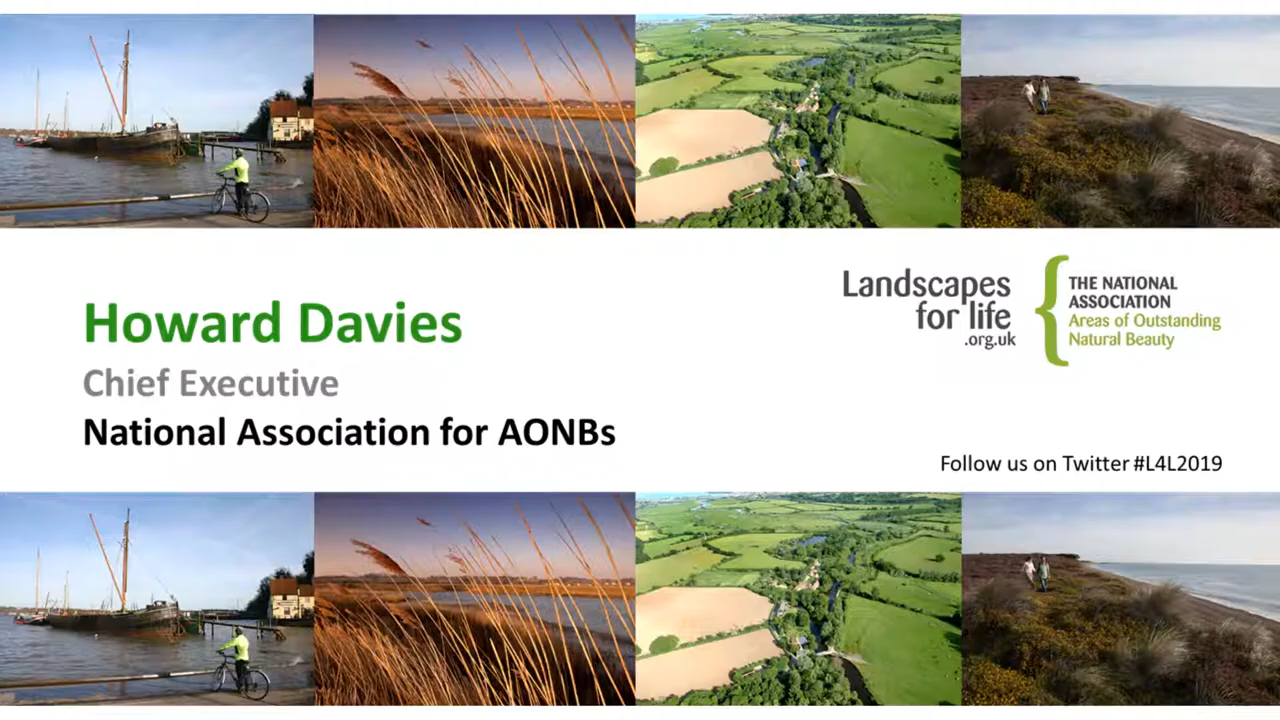 Howard Davies
Chief Executive
National Association for AONBs
Landscapes
for life
.org.uk
THE NATIONAL
ASSOCIATION
Areas of Outstanding
Natural Beauty
Follow us on Twitter #L4L2019